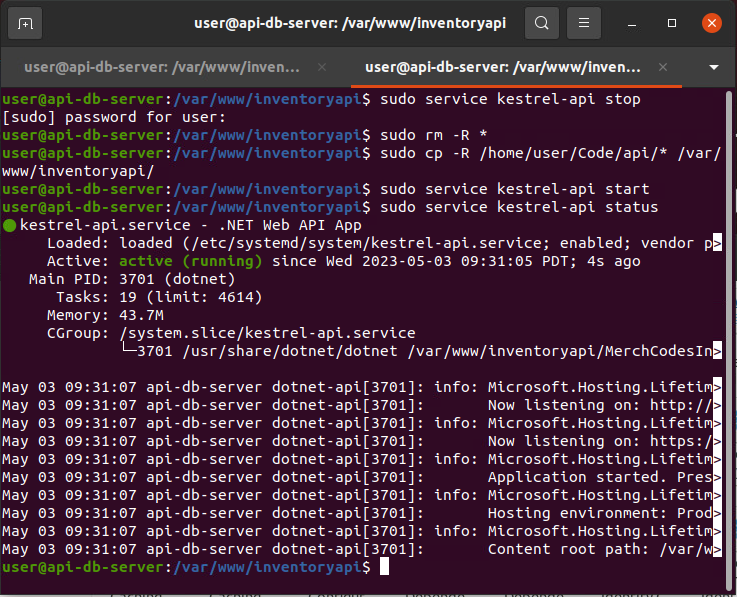 user@api-db-server: /var/www/inventoryapi
user@api-db-server: /var/www/inven... × user@api-db-server: /var/www/inven... ×
user@api-db-server:/var/www/inventoryapi$ sudo service kestrel-api stop
[sudo] password for user:
user@api-db-server:/var/www/inventoryapi$ sudo rm -R *
user@api-db-server:/var/www/inventoryapi$ sudo cp -R /home/user/Code/api/* /var/
www/inventoryapi/
user@api-db-server:/var/www/inventoryapi$ sudo service kestrel-api start
user@api-db-server:/var/www/inventoryapi$ sudo service kestrel-api status
● kestrel-api.service - .NET Web API App
Loaded: loaded (/etc/systemd/system/kestrel-api.service; enabled; vendor p>
Active: active (running) since Wed 2023-05-03 09:31:05 PDT; 4s ago
Main PID: 3701 (dotnet)
Tasks: 19 (limit: 4614)
Memory: 43.7M
CGroup: /system.slice/kestrel-api.service
└─3701 /usr/share/dotnet/dotnet /var/www/inventoryapi/MerchCodesIn>
May 03 09:31:07 api-db-server dotnet-api[3701]: info: Microsoft.Hosting.Lifetim>
May 03 09:31:07 api-db-server dotnet-api[3701]: Now listening on: http://>
May 03 09:31:07 api-db-server dotnet-api[3701]: info: Microsoft.Hosting.Lifetim>
May 03 09:31:07 api-db-server dotnet-api[3701]: Now listening on: https:/>
May 03 09:31:07 api-db-server dotnet-api[3701]: info: Microsoft.Hosting.Lifetim>
May 03 09:31:07 api-db-server dotnet-api[3701]: Application started. Pres>
May 03 09:31:07 api-db-server dotnet-api[3701]: info: Microsoft.Hosting.Lifetim>
May 03 09:31:07 api-db-server dotnet-api[3701]: Hosting environment: Prod>
May 03 09:31:07 api-db-server dotnet-api[3701]: info: Microsoft.Hosting.Lifetim>
May 03 09:31:07 api-db-server dotnet-api[3701]: Content root path: /var/w>
user@api-db-server:/var/www/inventoryapi$